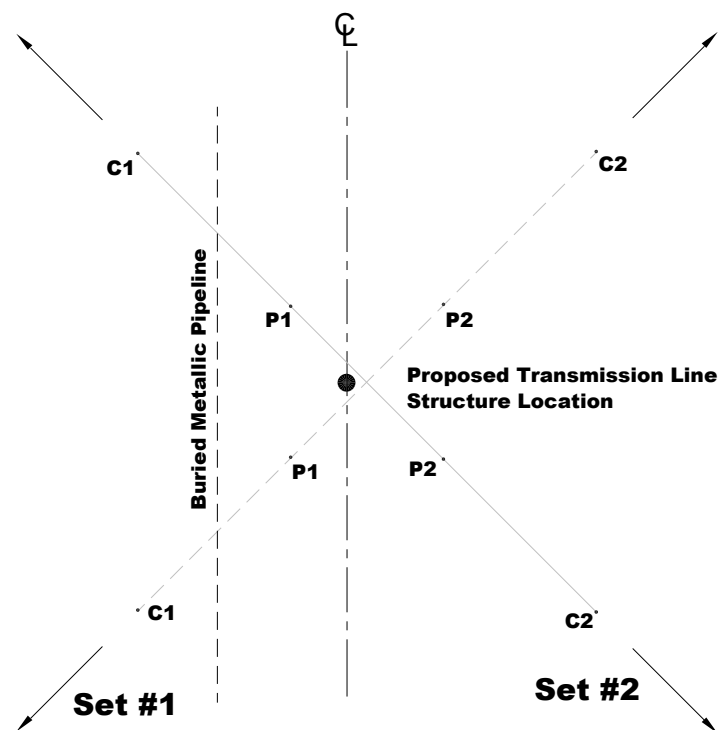 ℄
C1
C2
Buried Metallic Pipeline
P1
P2
Proposed Transmission Line
Structure Location
P1
P2
C1
C2
Set #1
Set #2